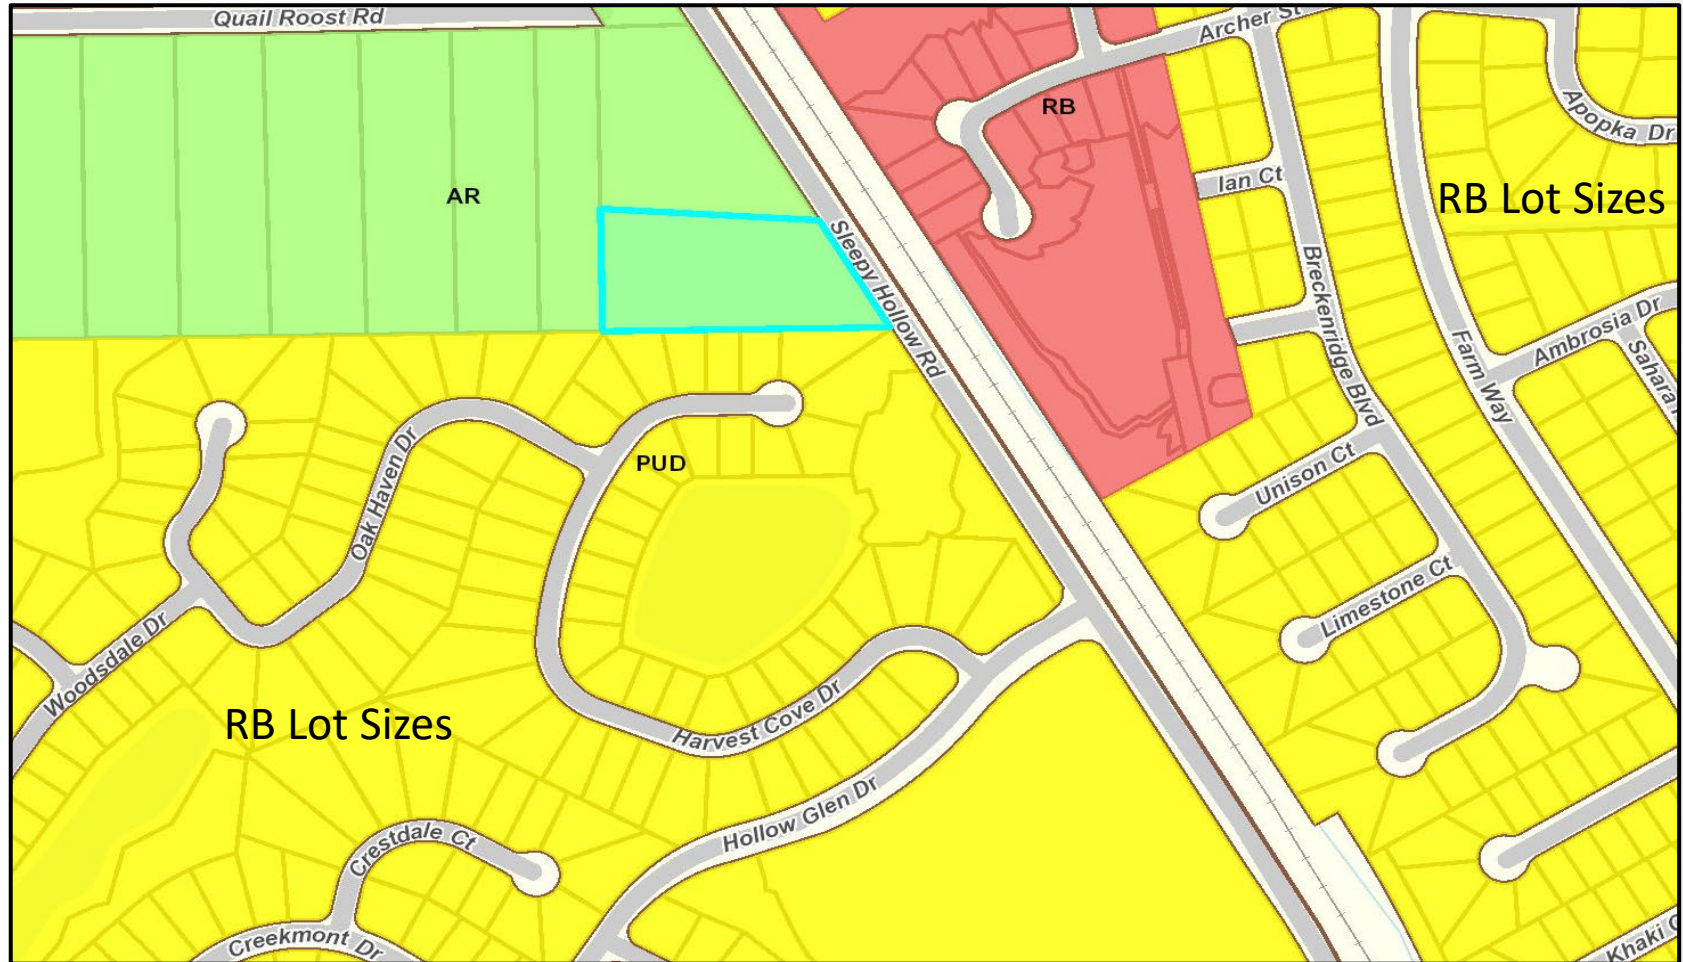 Quail Roost Rd
Archer St
RB
Apopka Dr
Ian Ct
AR
RB Lot Sizes
Sleepy Hollow Rd
Breckenridge Blvd
Farm Way
Ambrosia Dr
Sahara
PUD
Oak Haven Dr
Unison Ct
Limestone Ct
Woodsdale Dr
RB Lot Sizes
Harvest Cove Dr
Hollow Glen Dr
Crestdale Ct
Creekmont Dr
Khaki C